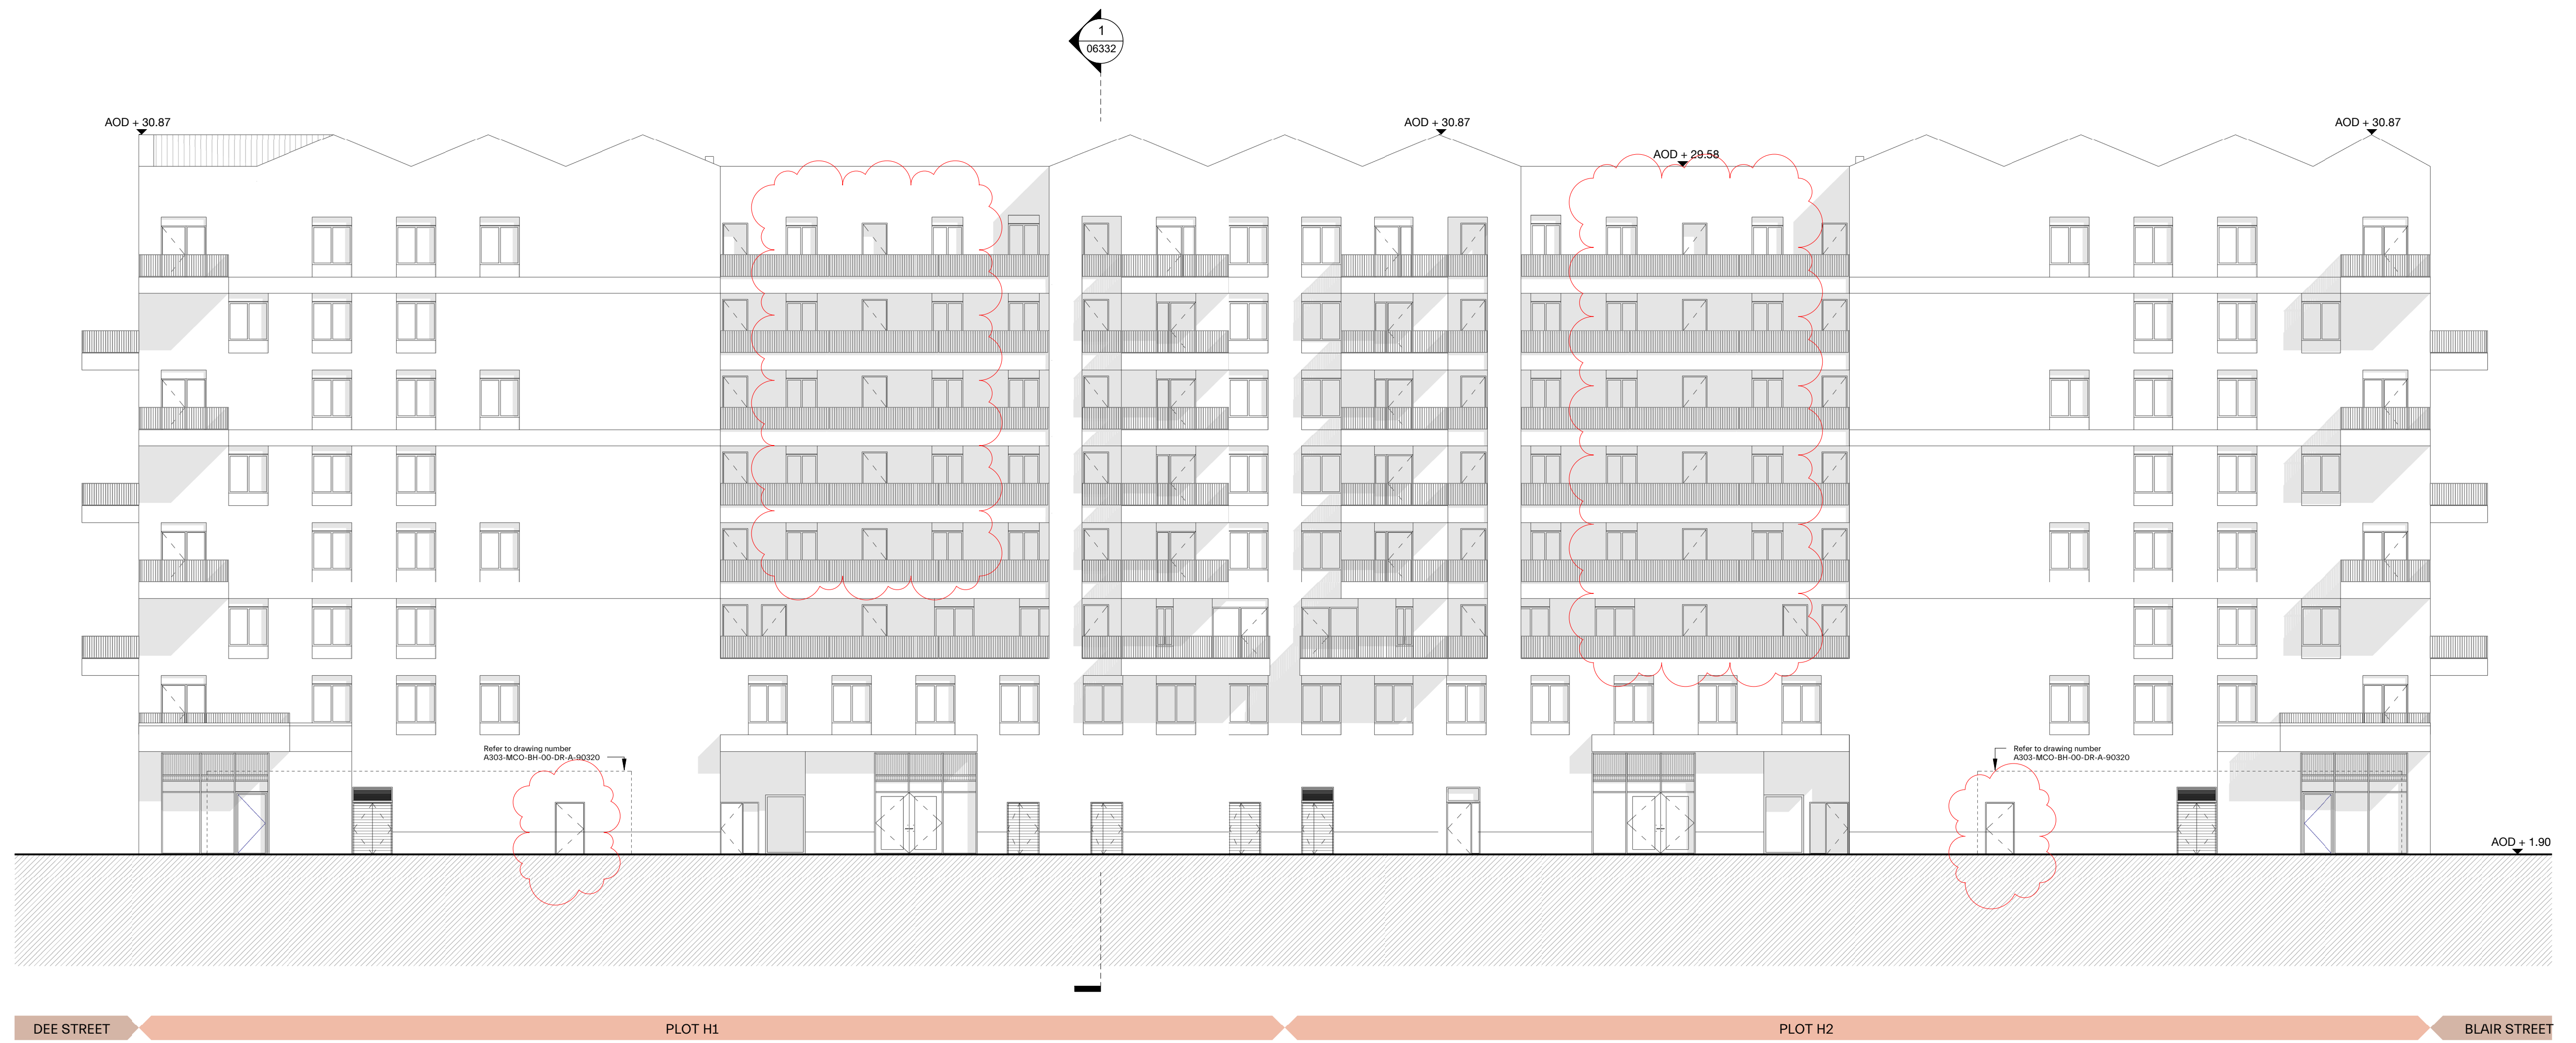 1
06332
AOD + 30.87
AOD + 30.87
AOD + 30.87
AOD + 29.58
Refer to drawing number
A303-MCO-BH-00-DR-A-90320
Refer to drawing number
A303-MCO-BH-00-DR-A-90320
AOD + 1.90
DEE STREET
PLOT H1
PLOT H2
BLAIR STREET